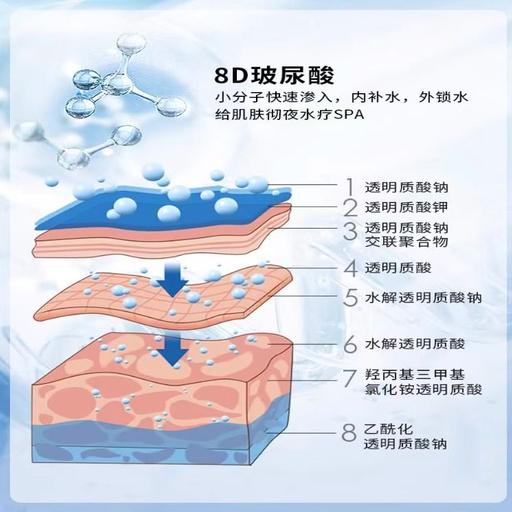 8D玻尿酸
小分子快速渗入，内补水，外锁水
给肌肤彻夜水疗SPA
1 透明质酸钠
2 透明质酸钾
3 透明质酸钠
交联聚合物
4 透明质酸
5 水解透明质酸钠
6 水解透明质酸
7 羟丙基三甲基
氯化铵透明质酸
8 乙酰化
透明质酸钠